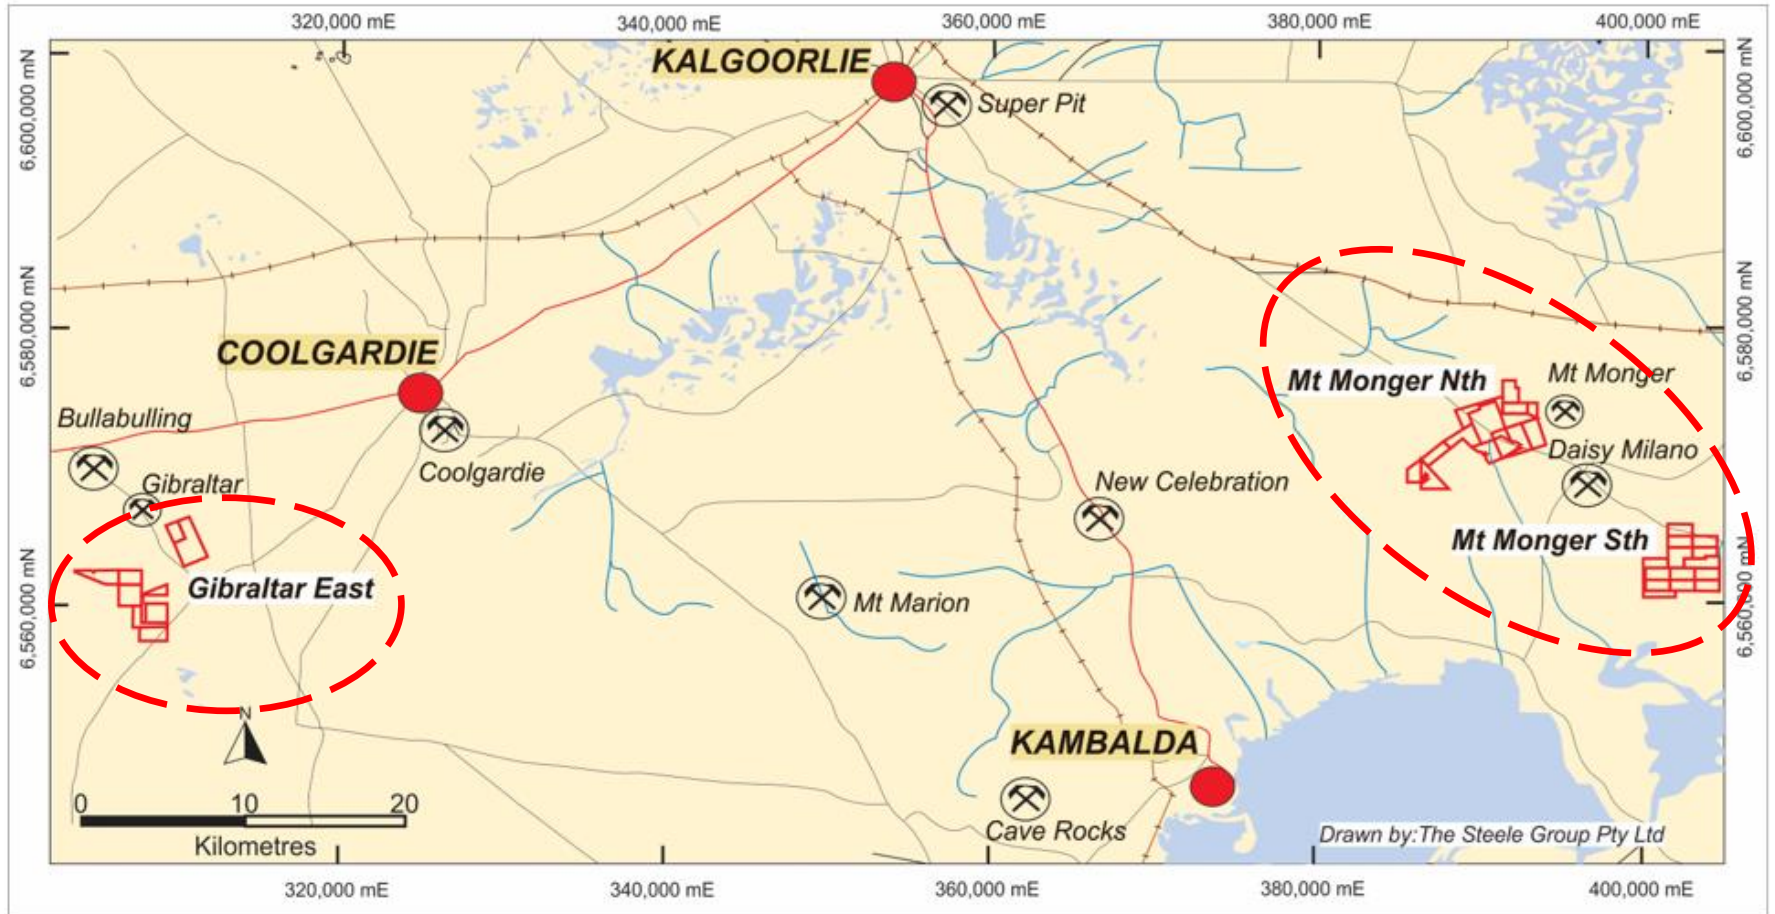 320,000 mE
340,000 mE
360,000 mE
380,000 mE
400,000 mE
6,600,000 mN
6,600,000 mN
KALGOORLIE
Super Pit
6,580,000 mN
6,580,000 mN
COOLGARDIE
Mt Monger Nth
Mt Monger
Bullabulling
Daisy Milano
Coolgardie
Gibraltar
New Celebration
Mt Monger Sth
Gibraltar East
Mt Marion
6,560,000 mN
6,560,000 mN
N
KAMBALDA
0 10 20
Kilometres
Cave Rocks
Drawn by:The Steele Group Pty Ltd
320,000 mE
340,000 mE
360,000 mE
380,000 mE
400,000 mE